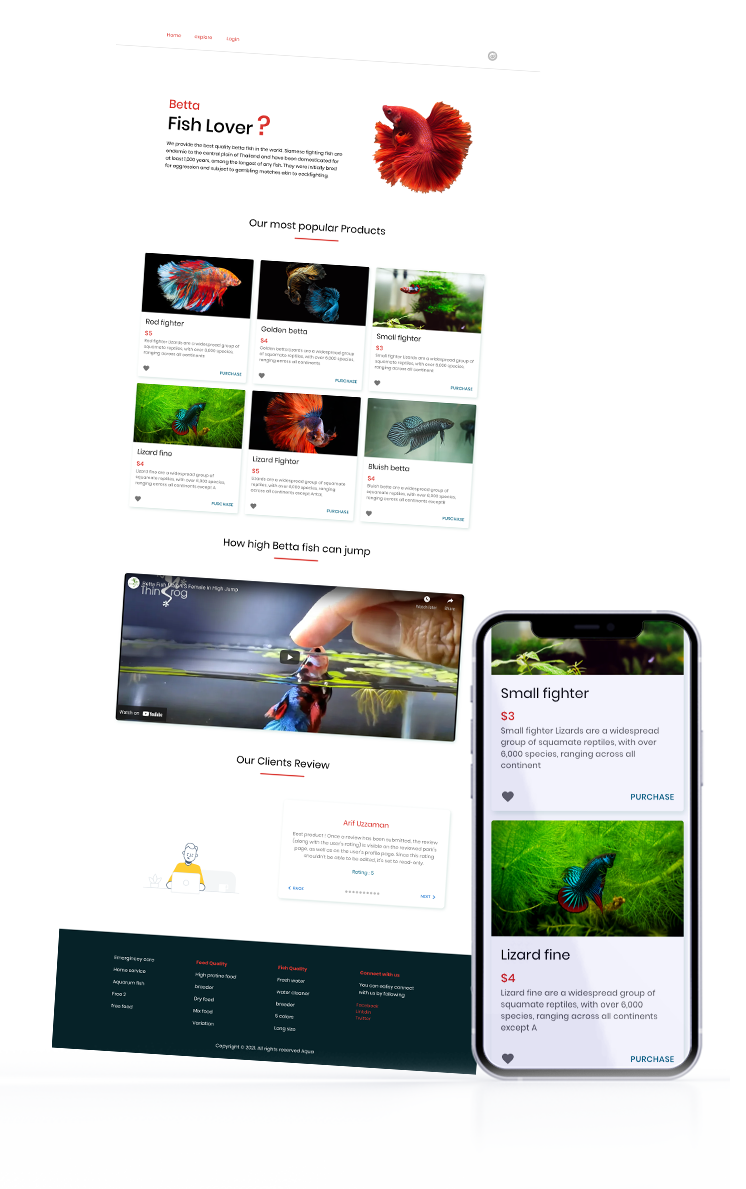 Home Explore Login
Betta
Fish Lover ?
We provide the best quality betta fish in the world. Siamese fighting fish are
endemic to the central plain of Thailand and have been domesticated for
at least 1,000 years, among the longest of any fish. They were initially bred
for aggression and subject to gambling matches akin to cockfighting
Our most popular Products
Red fighter
$5
Red fighter Lizards are a widespread group of
squamate reptiles, with over 6,000 species,
ranging across all continents
PURCHASE
Golden betta
$4
Golden betta Lizards are a widespread group
of squamate reptiles, with over 6,000 species,
ranging across all continents
PURCHASE
Small fighter
$3
Small fighter Lizards are a widespread group of
squamate reptiles, with over 6,000 species,
ranging across all continent
PURCHASE
Lizard fine
$4
Lizard fine are a widespread group of
squamate reptiles, with over 6,000 species,
ranging across all continents except A
PURCHASE
Lizard Fighter
$5
Lizards are a widespread group of squamate
reptiles, with over 6,000 species, ranging
across all continents except Antca
PURCHASE
Bluish betta
$4
Bluish betta are a widespread group of
squamate reptiles, with over 6,000 species,
ranging across all continents except
PURCHASE
How high Betta fish can jump
Female in High Jump
Watch later Share
Watch on YouTube
Our Clients Review
Arif Uzzaman
Best product ! Once a review has been submitted, the review
(along with the user's rating) is visible on the reviewed park's
page, as well as on the user's profile page. Since this rating
shouldn't be able to be edited, it's set to read-only.
Rating : 5
BACK
NEXT
Emergincey care
Home service
Aquarum fish
Free 2
free food
Food Quality
High protine food
breeder
Dry food
Mix food
Variation
Fish Quality
Fresh water
water cleaner
breeder
5 colors
Long size
Connect with us
You can eailey connect
with us by following
Facebook
Linkdin
Twitter
Copyright © 2021. All rights reserved Aqua
Small fighter
$3
Small fighter Lizards are a widespread
group of squamate reptiles, with over
6,000 species, ranging across all
continent
PURCHASE
Lizard fine
$4
Lizard fine are a widespread group of
squamate reptiles, with over 6,000
species, ranging across all continents
except A
PURCHASE